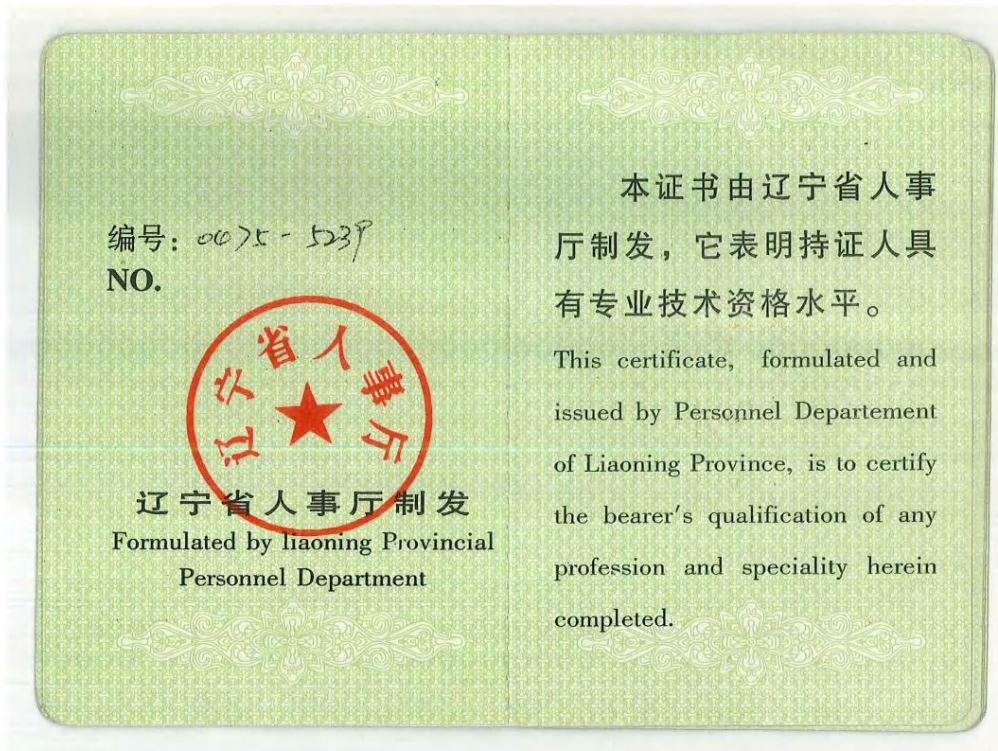 编号: 0075-5239
NO.
辽宁省人事厅
辽宁省人事厅制发
Formulated by liaoning Provincial
Personnel Department
本证书由辽宁省人事
厅制发，它表明持证人具
有专业技术资格水平。
This certificate, formulated and
issued by Personnel Departement
of Liaoning Province, is to certify
the bearer's qualification of any
profession and speciality herein
completed.